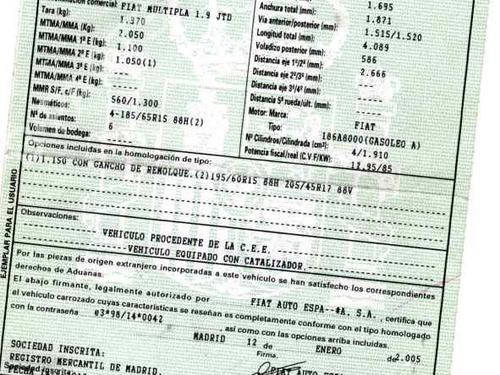 comercial: FIAT MULTIPLA 1.9 JTD
Tara (kg): 1.370
MTMA/MMA (Kg): 2.050
MTMA/MMA 1º E (kg): 1.100
MTMA/MMA 2º E (kg): 1.050(1)
MTMA/MMA 3º E (kg): ----
MTMA/MMA 4º E (kg): ----
MMR S/F, c/F (kg): 560/1.300
Neumáticos: 4-185/65R15 88H(2)
Nº de asientos: 6
Volumen de bodega: ----
Anchura total (mm): 1.695
Vía anterior/posterior (mm): 1.871
Longitud total (mm): 1.515/1.520
Voladizo posterior (mm): 4.089
Distancia eje 1º/2º (mm): 586
Distancia eje 2º/3º (mm): 2.666
Distancia eje 3º/4º (mm): ----
Distancia 5ª rueda/últ. (mm): ----
Motor: Marca: FIAT
Tipo: 186A8000(GASOLEO A)
Nº Cilindros/Cilindrada (cm³): 4/1.910
Potencia fiscal/real (C.V.F/KW): 12,95/85
Opciones incluidas en la homologación de tipo:
(1)1.150 CON GANCHO DE REMOLQUE.(2)195/60R15 88H 205/45R17 88V
Observaciones:
VEHICULO PROCEDENTE DE LA C.E.E.
VEHICULO EQUIPADO CON CATALIZADOR.
EJEMPLAR PARA EL USUARIO
Por las piezas de origen extranjero incorporadas a este vehículo se han satisfecho los correspondientes
derechos de Aduanas.
El abajo firmante, legalmente autorizado por FIAT AUTO ESPA--#A, S.A. , certifica que
el vehículo carrozado cuyas características se reseñan es completamente conforme con el tipo homologado
con la contraseña e3*98/14*0042 , así como con las opciones arriba incluidas.
MADRID 12 de ENERO de2.005
Firma,
SOCIEDAD INSCRITA:
REGISTRO MERCANTIL DE MADRID.
FIAT AUTO